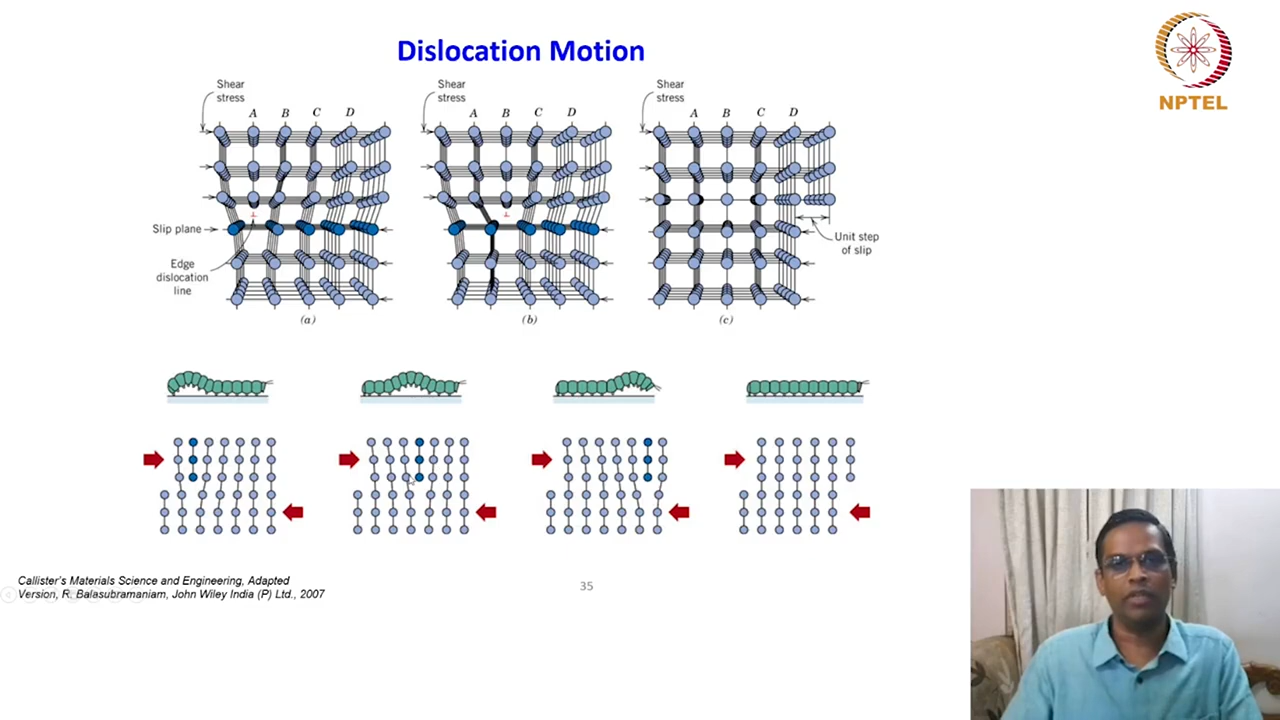 Dislocation Motion
NPTEL
Shear
stress
A B C D
Slip plane
Edge
dislocation
line
(a)
Shear
stress
A B C D
(b)
Shear
stress
A B C D
Unit step
of slip
(c)
Callister's Materials Science and Engineering, Adapted
Version, R. Balasubramaniam, John Wiley India (P) Ltd., 2007
35